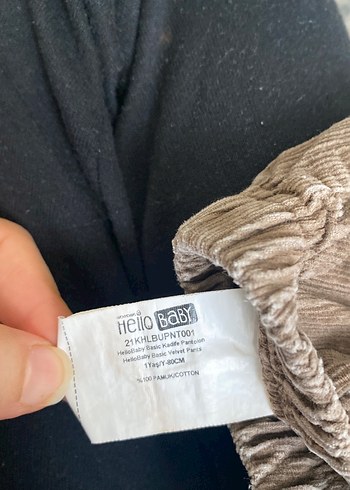 Hello BABY
21KHLBUPNT001
HelloBaby Basic Kadife Pantolon
HelloBaby Basic Velvet Pants
1Yaş/Y-80CM
%100 PAMUK/COTTON